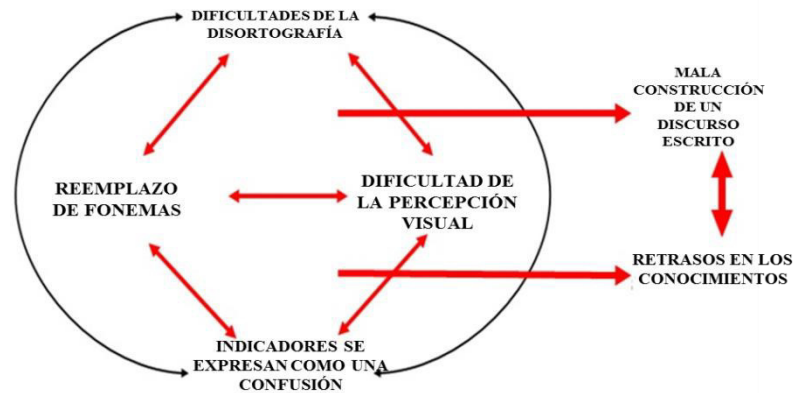 DIFICULTADES DE LA
DISORTOGRAFÍA
MALA
CONSTRUCCIÓN
DE UN
DISCURSO
ESCRITO
REEMPLAZO
DE FONEMAS
DIFICULTAD DE
LA PERCEPCIÓN
VISUAL
RETRASOS EN LOS
CONOCIMIENTOS
INDICADORES SE
EXPRESAN COMO UNA
CONFUSIÓN